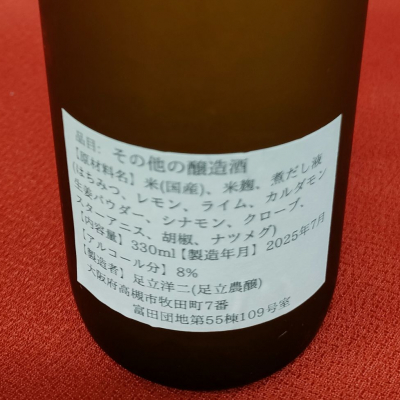 品目: その他の醸造酒
【原材料名】米(国産)、米麹、煮だし液
(はちみつ、レモン、ライム、カルダモン
生姜パウダー、シナモン、クローブ、
スターアニス、胡椒、ナツメグ)
【内容量】330ml【製造年月】2025年7月
【アルコール分】8%
【製造者】足立洋二(足立農醸)
大阪府高槻市牧田町7番
富田団地第55棟109号室